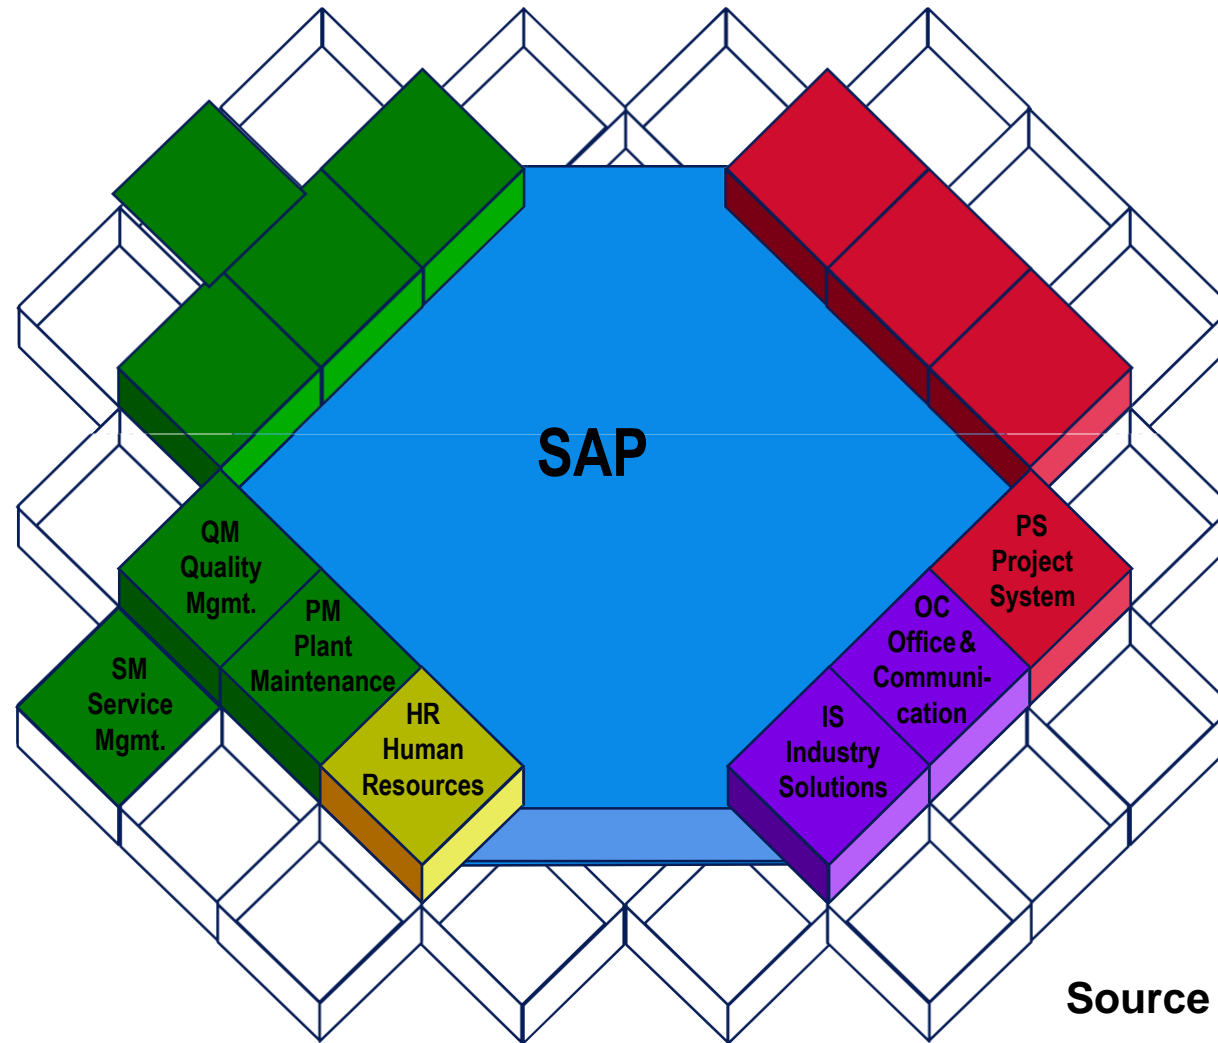 SAP
QM
Quality
Mgmt.
PM
Plant
Maintenance
SM
Service
Mgmt.
HR
Human
Resources
PS
Project
System
OC
Office &
Communi-
cation
IS
Industry
Solutions
Source